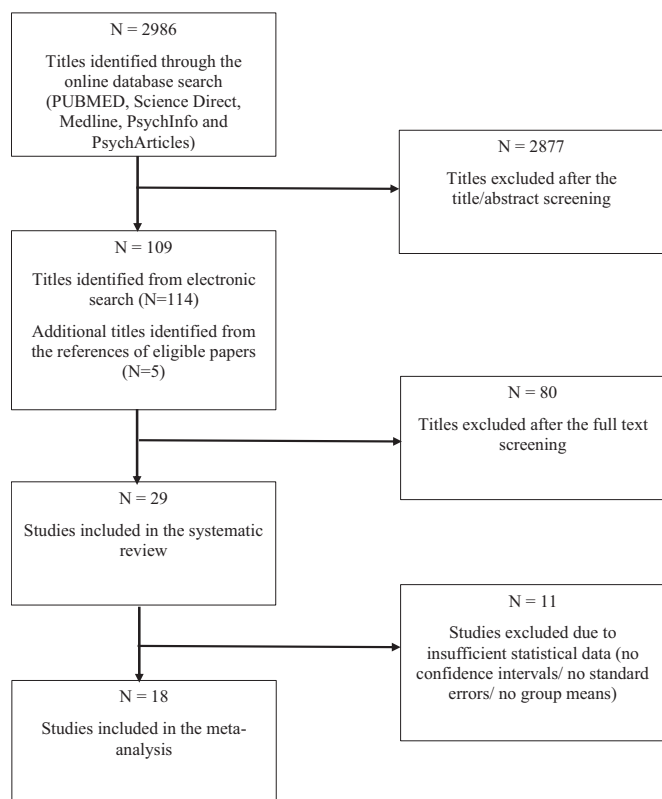 N = 2986
Titles identified through the
online database search
(PUBMED, Science Direct,
Medline, PsychInfo and
PsychArticles)
N = 2877
Titles excluded after the
title/abstract screening
N = 109
Titles identified from electronic
search (N=114)
Additional titles identified from
the references of eligible papers
(N=5)
N = 80
Titles excluded after the full text
screening
N = 29
Studies included in the systematic
review
N = 11
Studies excluded due to
insufficient statistical data (no
confidence intervals/ no standard
errors/ no group means)
N = 18
Studies included in the meta-
analysis